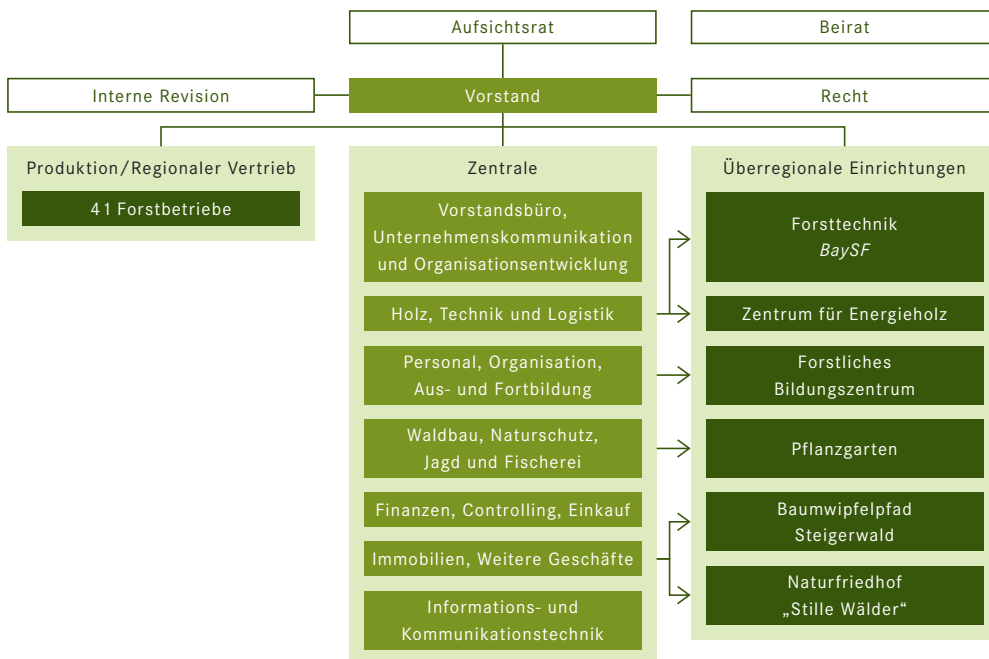 Aufsichtsrat
Beirat
Interne Revision
Vorstand
Recht
Produktion/Regionaler Vertrieb
41 Forstbetriebe
Zentrale
Vorstandsbüro,
Unternehmenskommunikation
und Organisationsentwicklung
Holz, Technik und Logistik
Personal, Organisation,
Aus- und Fortbildung
Waldbau, Naturschutz,
Jagd und Fischerei
Finanzen, Controlling, Einkauf
Immobilien, Weitere Geschäfte
Informations- und
Kommunikationstechnik
Überregionale Einrichtungen
Forsttechnik
BaySF
Zentrum für Energieholz
Forstliches
Bildungszentrum
Pflanzgarten
Baumwipfelpfad
Steigerwald
Naturfriedhof
„Stille Wälder“